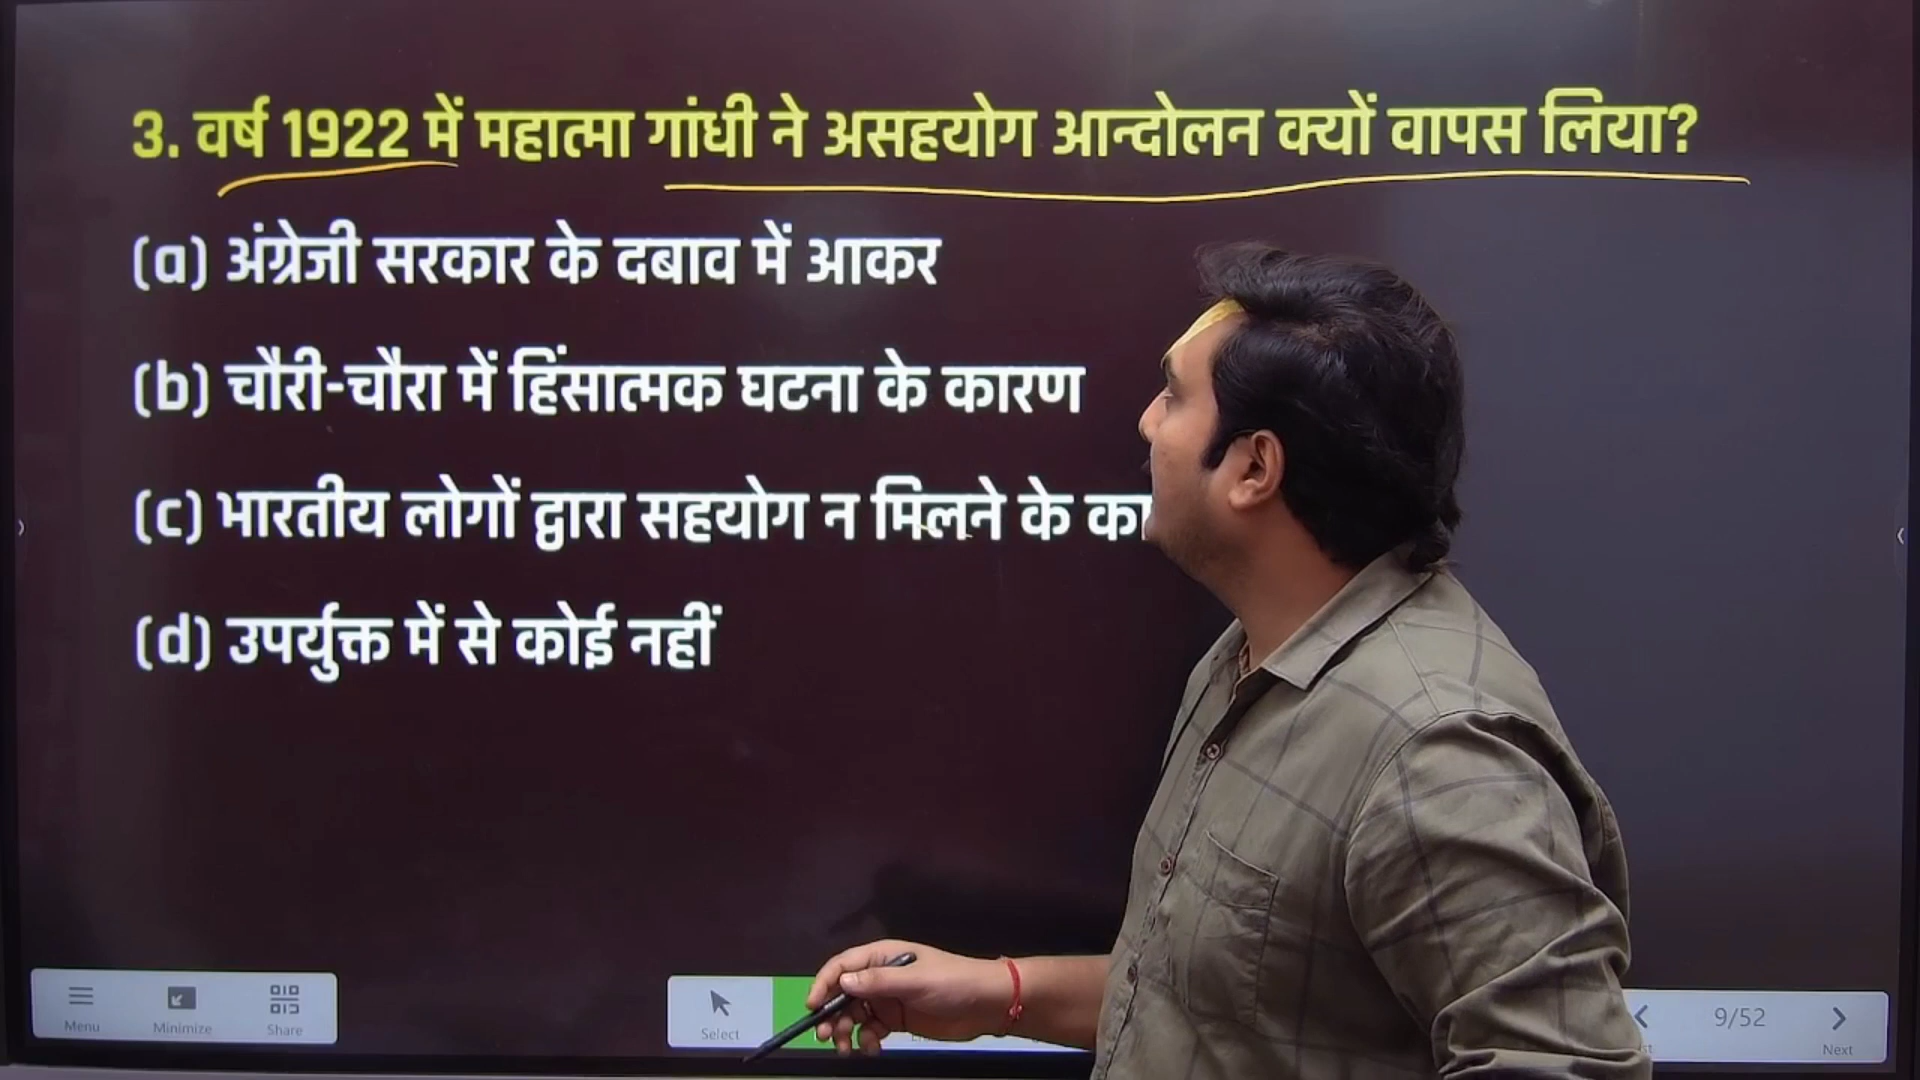 3. वर्ष 1922 में महात्मा गांधी ने असहयोग आन्दोलन क्यों वापस लिया?
(a) अंग्रेजी सरकार के दबाव में आकर
(b) चौरी-चौरा में हिंसात्मक घटना के कारण
(c) भारतीय लोगों द्वारा सहयोग न मिलने के
(d) उपर्युक्त में से कोई नहीं
Menu Minimize Share
Select
9/52
Next